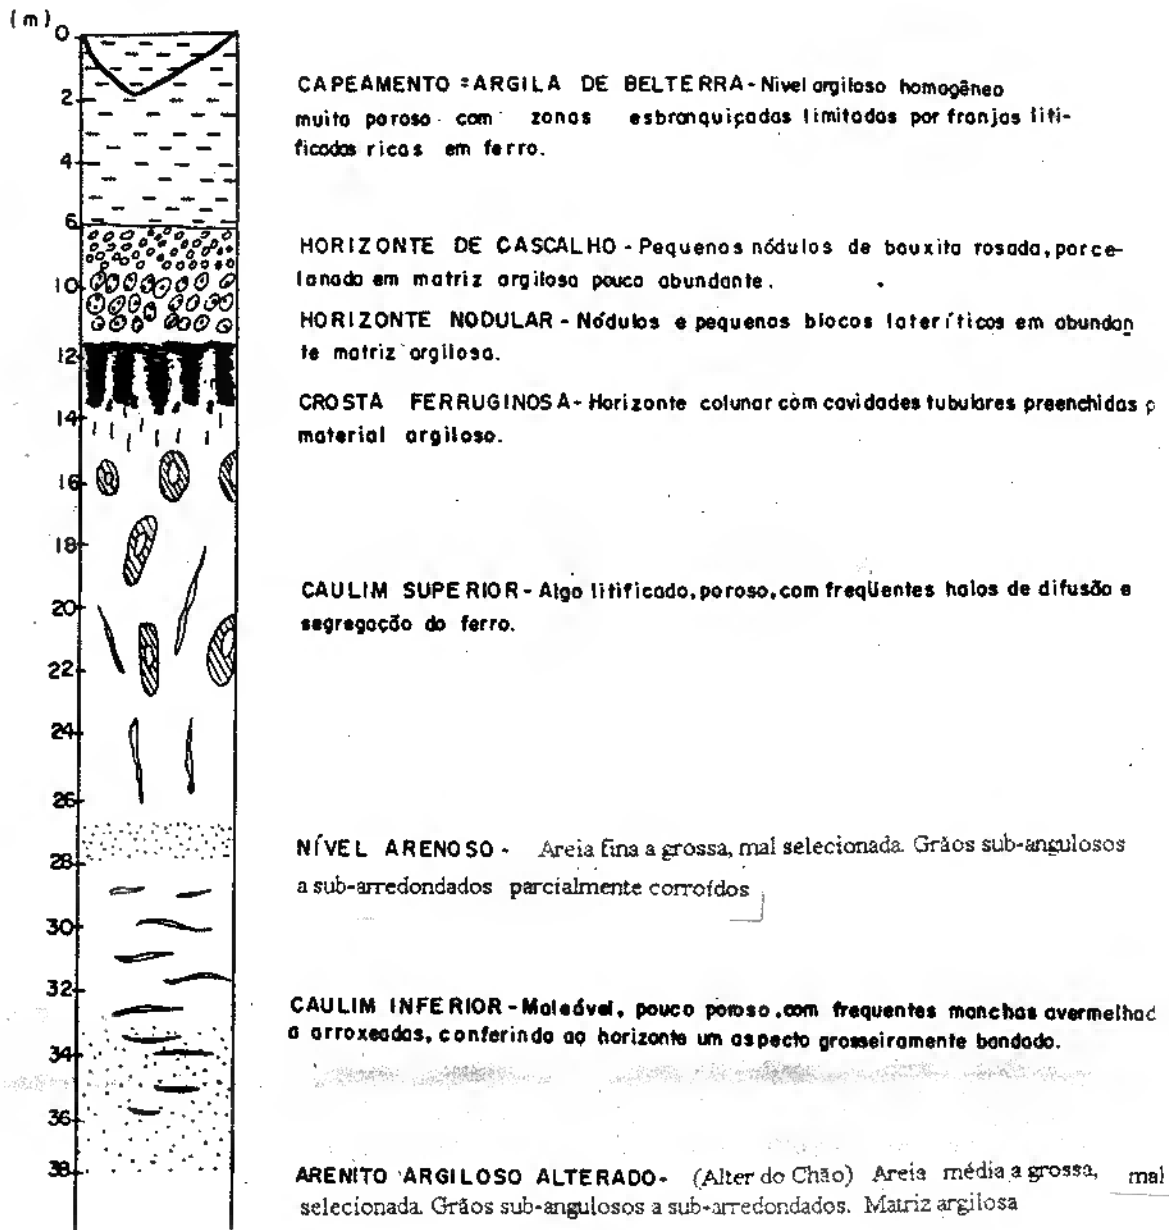 (m)
0
2
4
6
10
12
14
16
18
20
22
24
26
28
30
32
34
36
38
CAPEAMENTO = ARGILA DE BELTERRA - Nivel argiloso homogêneo
muito poroso com zonas esbranquiçadas limitadas por franjas liti-
ficadas ricas em ferro.
HORIZONTE DE CASCALHO - Pequenos nódulos de bauxita rosada, porce-
lanada em matriz argilosa pouco abundante.
HORIZONTE NODULAR - Nódulos e pequenos blocos lateríticos em abundan
te matriz argilosa.
CROSTA FERRUGINOSA - Horizonte colunar com cavidades tubulares preenchidas p
material argiloso.
CAULIM SUPERIOR - Algo litificado, poroso, com freqüentes halos de difusão e
segregação do ferro.
NÍVEL ARENOSO - Areia fina a grossa, mal selecionada. Grãos sub-angulosos
a sub-arredondados parcialmente corroídos
CAULIM INFERIOR - Maleável, pouco poroso, com frequentes manchas avermelhad
a arroxeadas, conferindo ao horizonte um aspecto grosseiramente bandado.
ARENITO ARGILOSO ALTERADO - (Alter do Chão) Areia média a grossa, mal
selecionada. Grãos sub-angulosos a sub-arredondados. Matriz argilosa